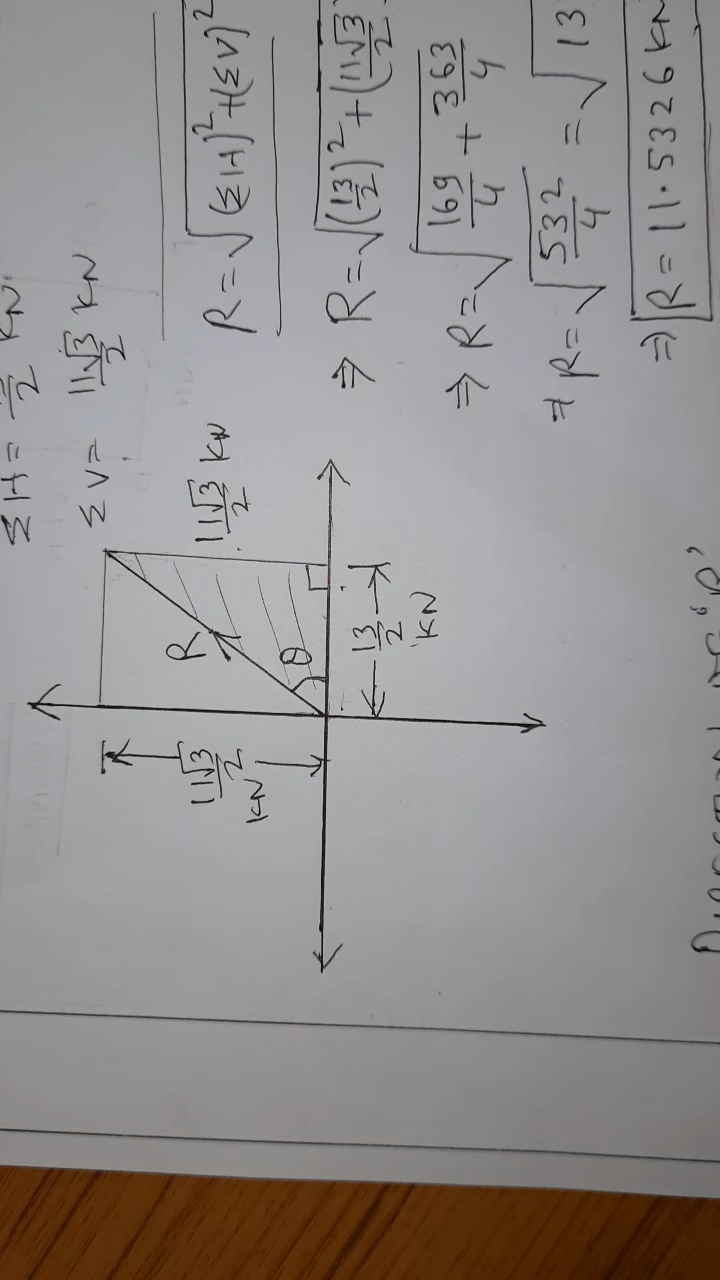 ΣH = /2 KN.
ΣV = 11√3/2 KN
R = √(ΣH)²+(ΣV)²
⇒ R = √(13/2)² + (11√3/2
⇒ R = √169/4 + 363/4
⇒ R = √532/4 = √13
⇒ R = 11.5326 KN
11√3/2 KN
R
θ
11√3/2 KN
13/2 KN
DIRECTION OF 'R'